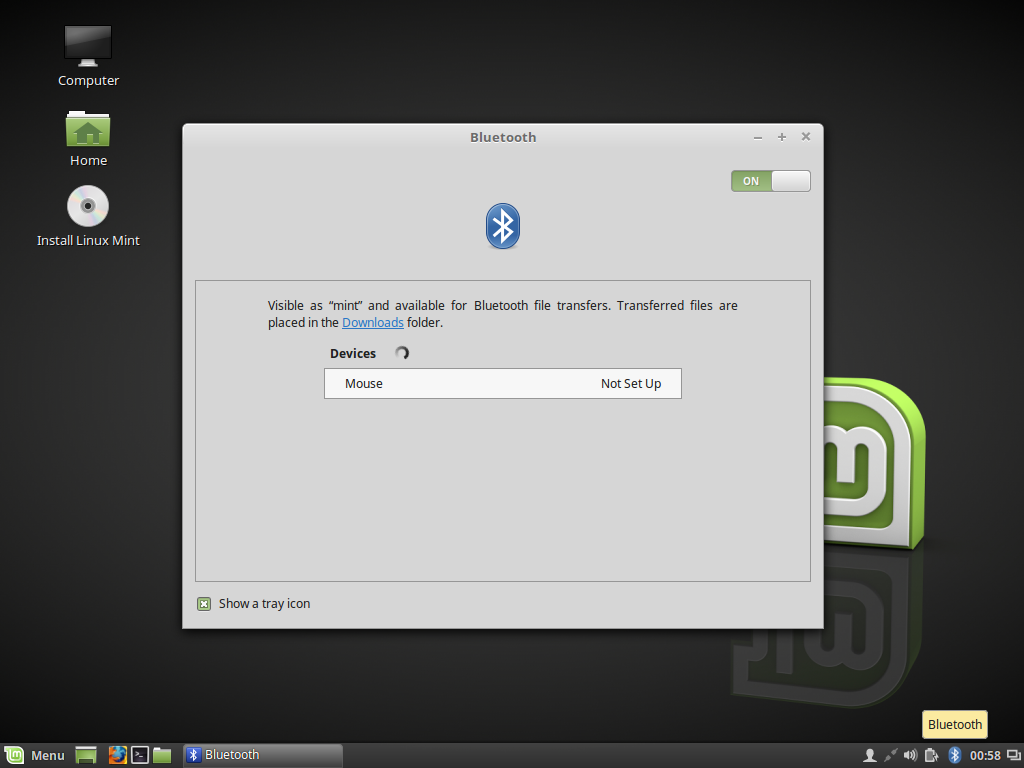 Computer
Home
Install Linux Mint
Bluetooth
ON
Visible as “mint” and available for Bluetooth file transfers. Transferred files are
placed in the Downloads folder.
Devices
Mouse Not Set Up
Show a tray icon
Bluetooth
Menu Bluetooth 00:58